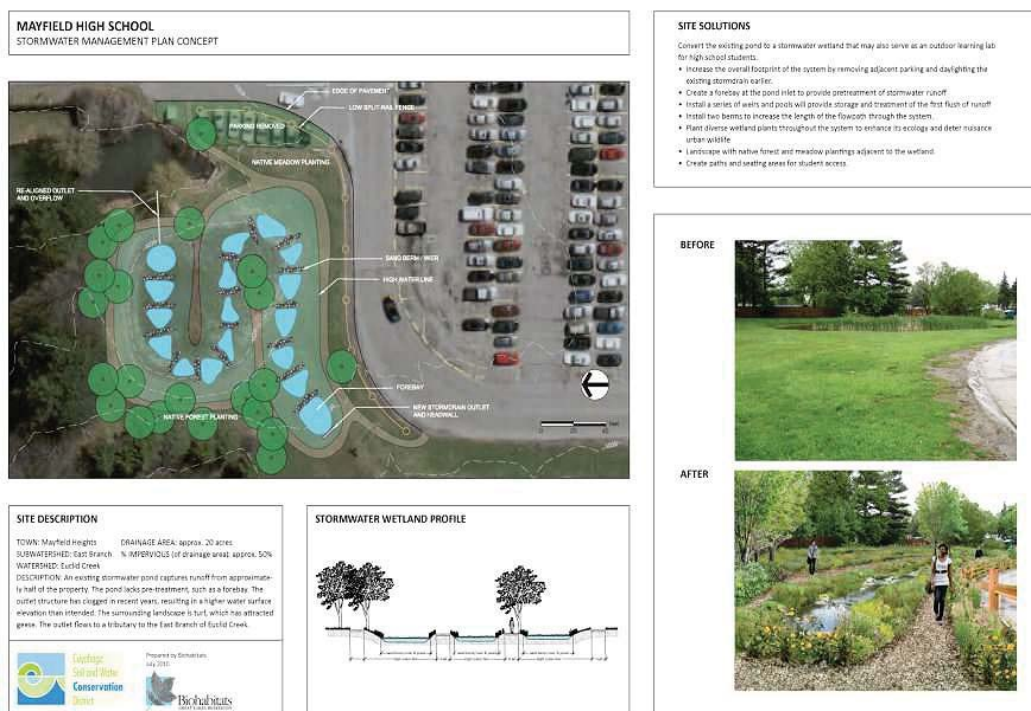 MAYFIELD HIGH SCHOOL
STORMWATER MANAGEMENT PLAN CONCEPT
EDGE OF PAVEMENT
LOW SPLIT RAIL FENCE
PARKING REMOVED
NATIVE MEADOW PLANTING
RE-ALIGNED OUTLET
AND OVERFLOW
SAND BERM / WIER
HIGH WATER LINE
FOREBAY
NEW STORMDRAIN OUTLET
AND HEADWALL
NATIVE FOREST PLANTING
SITE SOLUTIONS
Convert the existing pond to a stormwater wetland that may also serve as an outdoor learning lab
for high school students.
• Increase the overall footprint of the system by removing adjacent parking and daylighting the
existing stormdrain earlier.
• Create a forebay at the pond inlet to provide pretreatment of stormwater runoff
• Install a series of weirs and pools will provide storage and treatment of the first flush of runoff
• Install two berms to increase the length of the flowpath through the system.
• Plant diverse wetland plants throughout the system to enhance its ecology and deter nuisance
urban wildlife
• Landscape with native forest and meadow plantings adjacent to the wetland.
• Create paths and seating areas for student access.
BEFORE
AFTER
SITE DESCRIPTION
TOWN: Mayfield Heights DRAINAGE AREA: approx. 20 acres
SUBWATERSHED: East Branch % IMPERVIOUS (of drainage area): approx. 50%
WATERSHED: Euclid Creek
DESCRIPTION: An existing stormwater pond captures runoff from approximate-
ly half of the property. The pond lacks pre-treatment, such as a forebay. The
outlet structure has clogged in recent years, resulting in a higher water surface
elevation than intended. The surrounding landscape is turf, which has attracted
geese. The outlet flows to a tributary to the East Branch of Euclid Creek.
STORMWATER WETLAND PROFILE
Cuyahoga
Soil and Water
Conservation
District
Prepared by Biohabitats
July 2010
Biohabitats